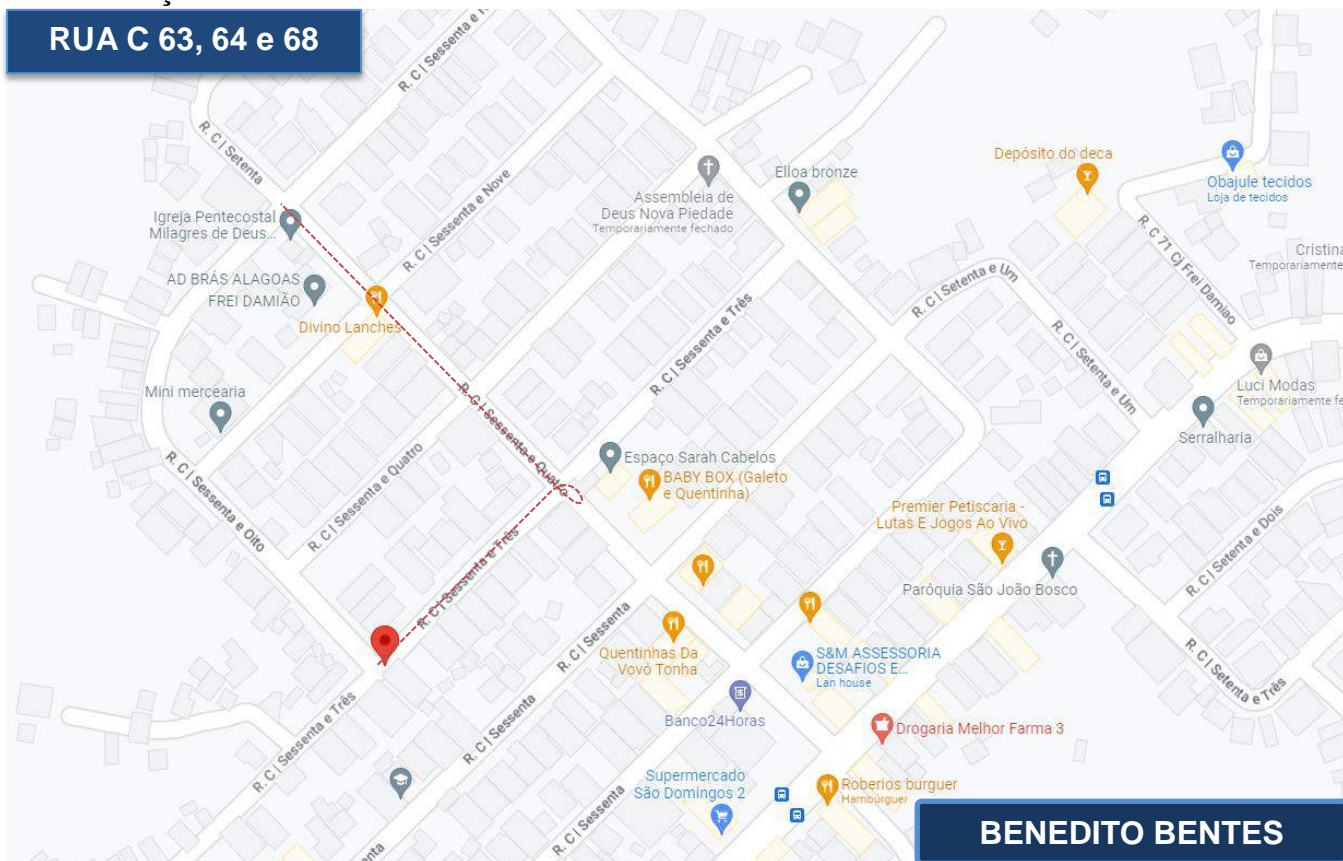 RUA C 63, 64 e 68
R. C | Sessenta e
R. C | Setenta
Depósito do deca
Elloa bronze
Obajule tecidos
Loja de tecidos
Assembleia de
Deus Nova Piedade
Temporariamente fechado
R. C | Sessenta e Nove
Igreja Pentecostal
Milagres de Deus...
R. C 71 Cj Frei Damiao
Cristina
Temporariamente
AD BRÁS ALAGOAS
FREI DAMIÃO
R. C | Setenta e Um
Divino Lanches
R. C | Sessenta e Três
R. C | Setenta e Um
Luci Modas
Temporariamente fe
Mini mercearia
R. C | Sessenta e Quatro
Serralharia
Espaço Sarah Cabelos
BABY BOX (Galeto
e Quentinha)
R. C | Sessenta e Oito
R. C | Sessenta e Quatro
Premier Petiscaria -
Lutas E Jogos Ao Vivo
R. C | Setenta e Dois
R. C | Sessenta e Três
Paróquia São João Bosco
R. C | Sessenta
Quentinhas Da
Vovó Tonha
S&M ASSESSORIA
DESAFIOS E...
Lan house
R. C | Setenta e Três
Banco24Horas
Drogaria Melhor Farma 3
R. C | Sessenta e Três
R. C | Sessenta
Supermercado
São Domingos 2
Roberios burguer
Hambúrguer
R. C | Sessenta
nta
BENEDITO BENTES